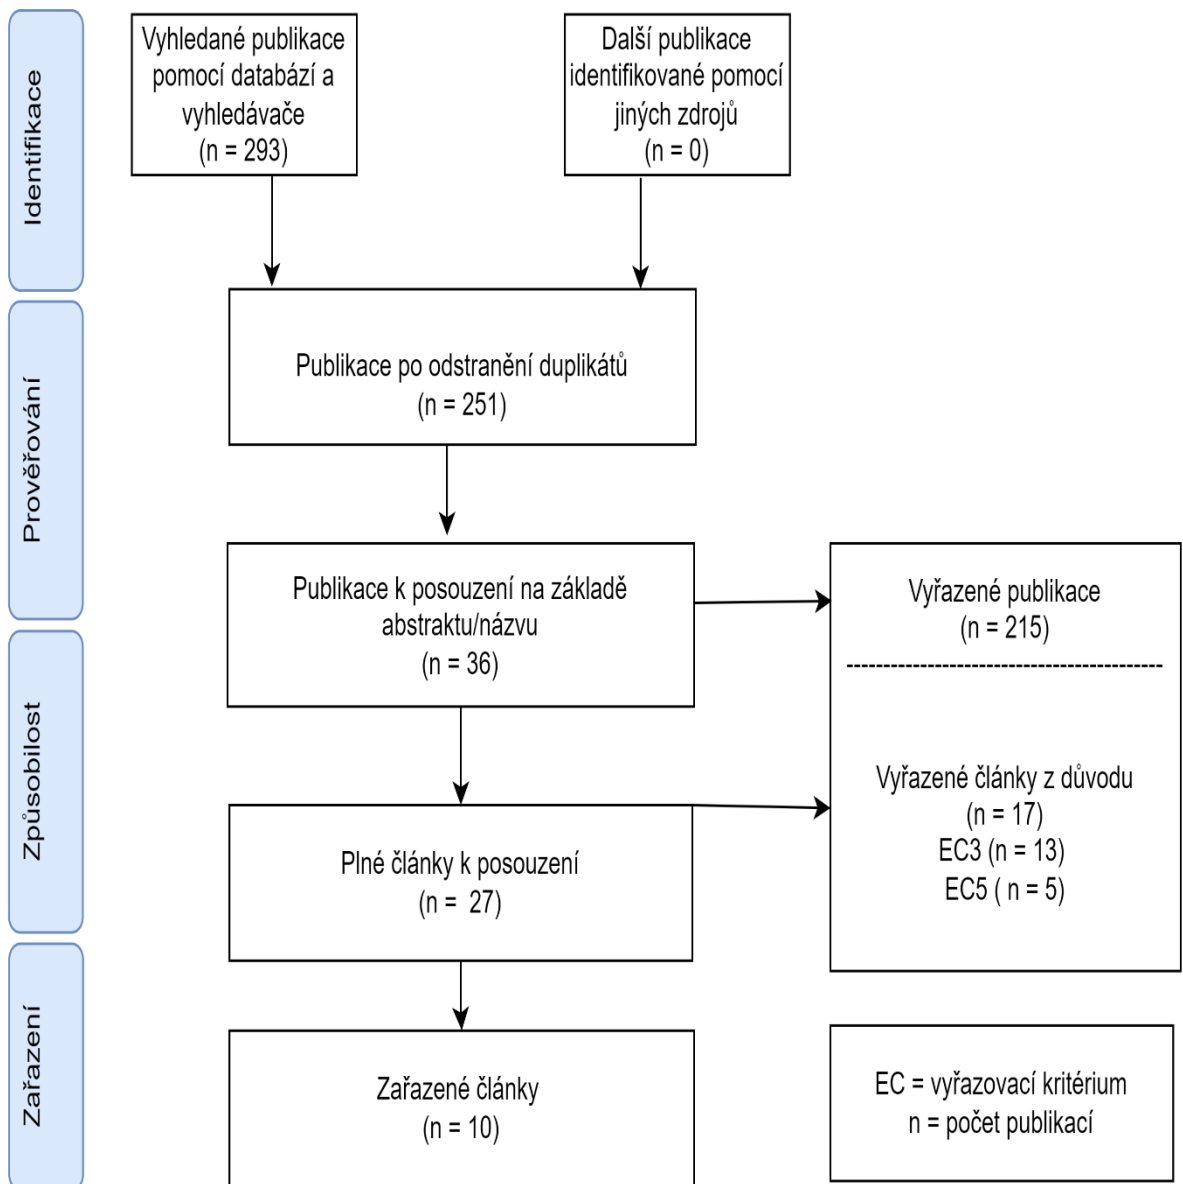 Identifikace
Vyhledané publikace
pomocí databází a
vyhledávače
(n = 293)
Další publikace
identifikované pomocí
jiných zdrojů
(n = 0)
Prověřování
Publikace po odstranění duplikátů
(n = 251)
Publikace k posouzení na základě
abstraktu/názvu
(n = 36)
Vyřazené publikace
(n = 215)
Způsobilost
Plné články k posouzení
(n =  27)
Vyřazené články z důvodu
(n = 17)
EC3 (n = 13)
EC5 ( n = 5)
Zařazení
Zařazené články
(n = 10)
EC = vyřazovací kritérium
n = počet publikací